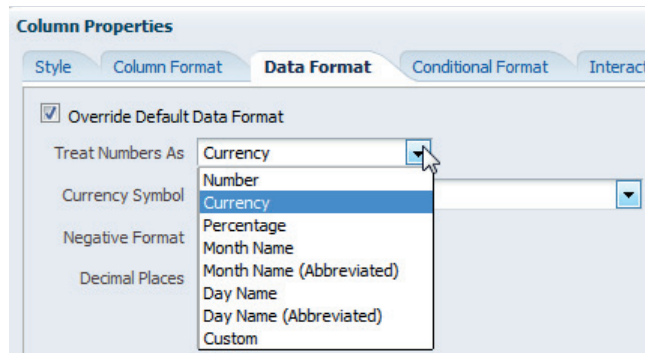 Column Properties
Style Column Format Data Format Conditional Format Interact
Override Default Data Format
Treat Numbers As Currency
Number
Currency Symbol Currency
Percentage
Negative Format Month Name
Decimal Places Month Name (Abbreviated)
Day Name
Day Name (Abbreviated)
Custom